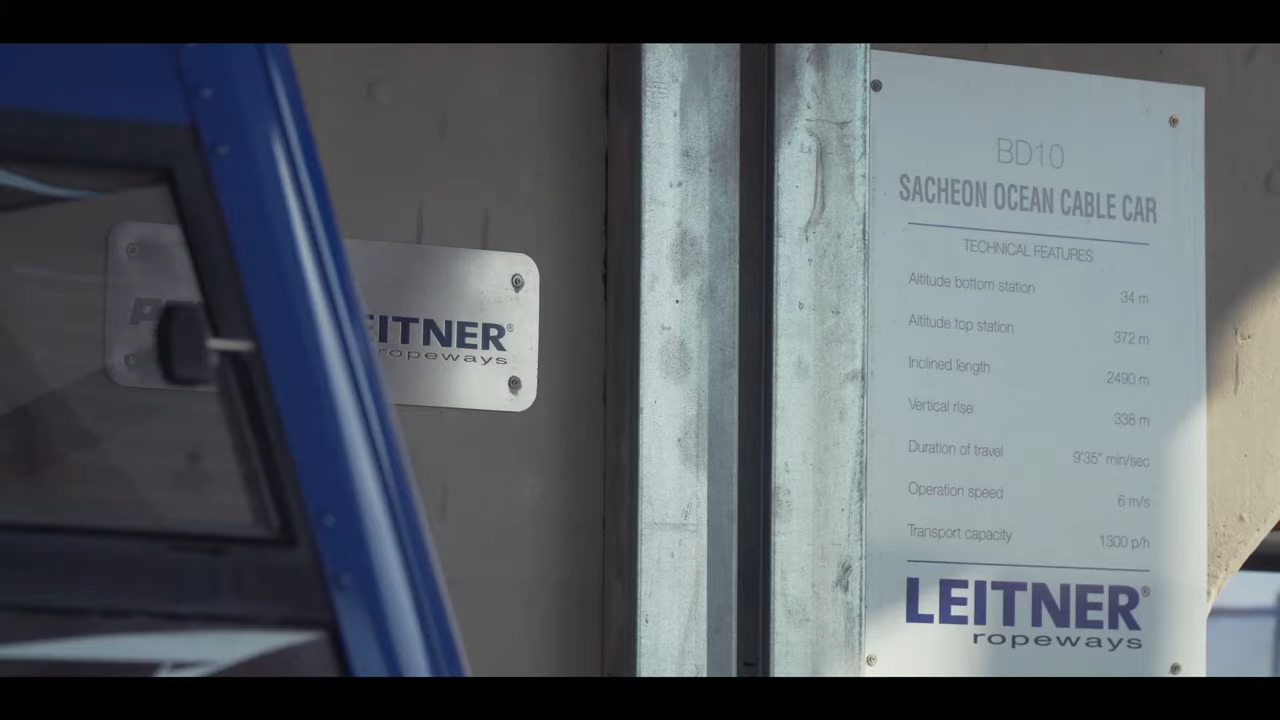 EITNER®
ropeways
BD10
SACHEON OCEAN CABLE CAR
TECHNICAL FEATURES
Altitude bottom station 34 m
Altitude top station 372 m
Inclined length 2490 m
Vertical rise 338 m
Duration of travel 9'35" min/sec
Operation speed 6 m/s
Transport capacity 1300 p/h
LEITNER®
ropeways